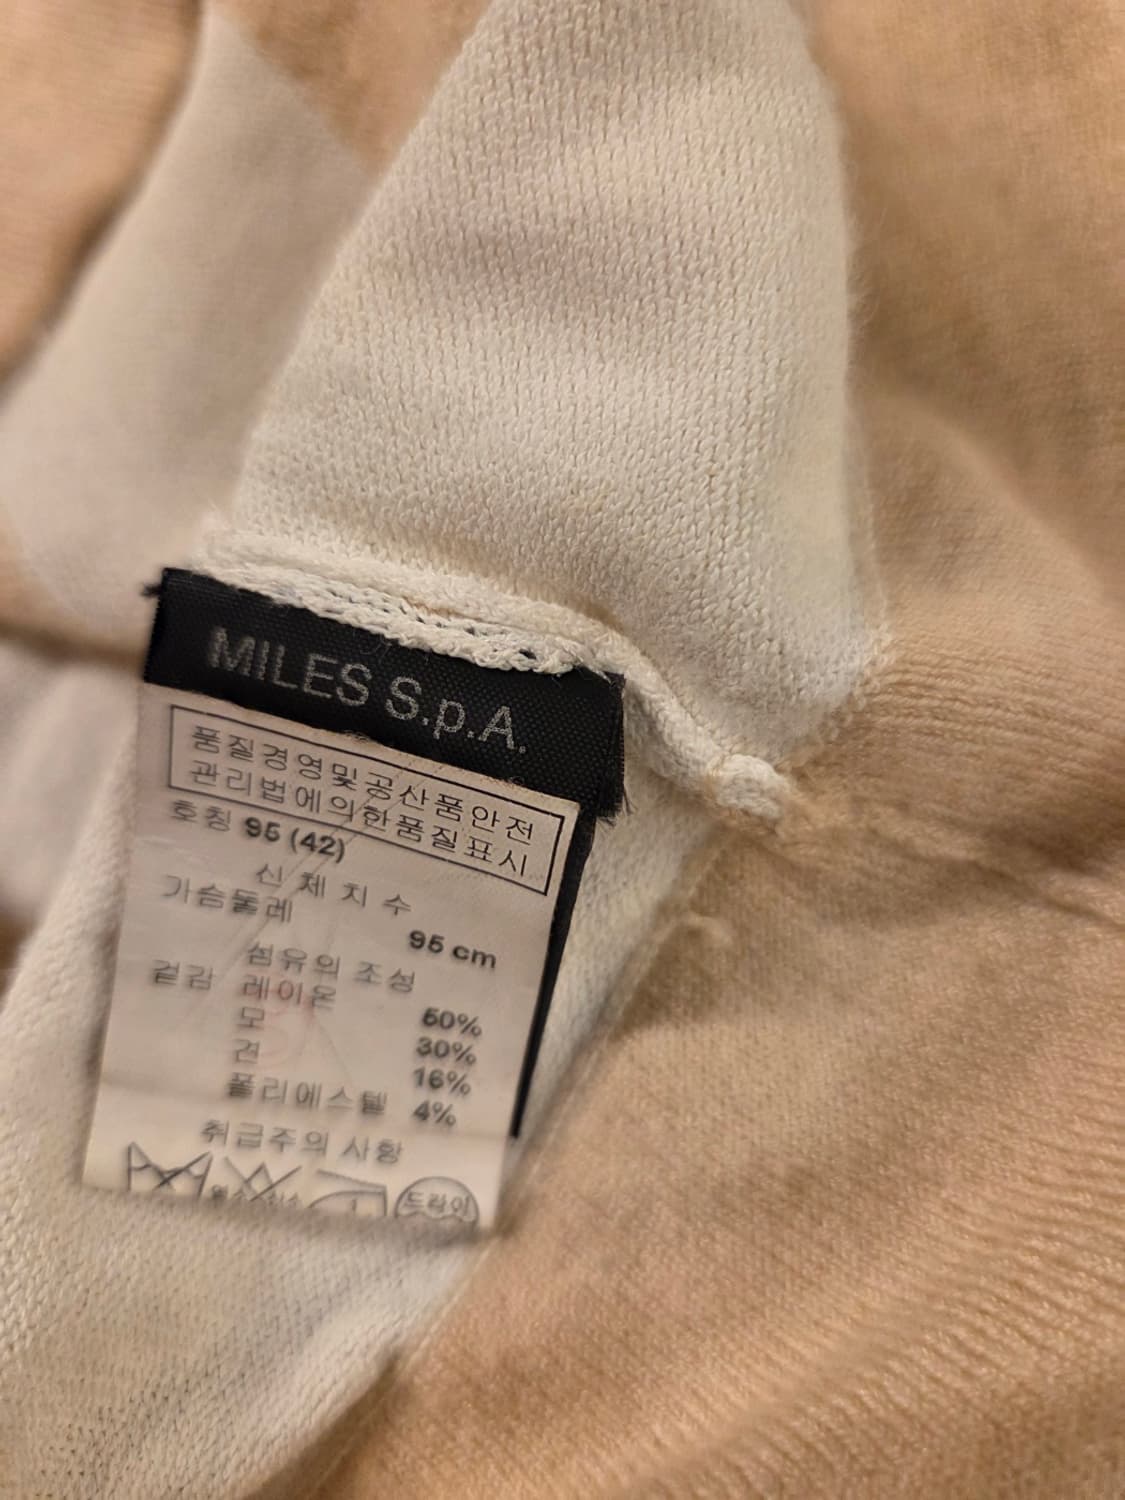 MILES S.p.A.
품질경영및공산품안전
관리법에의한품질표시
호칭 95 (42)
신 체 치 수
가슴둘레
95 cm
섬유의 조성
겉감 레이온 50%
모 30%
견 16%
폴리에스텔 4%
취급주의 사항
드라이